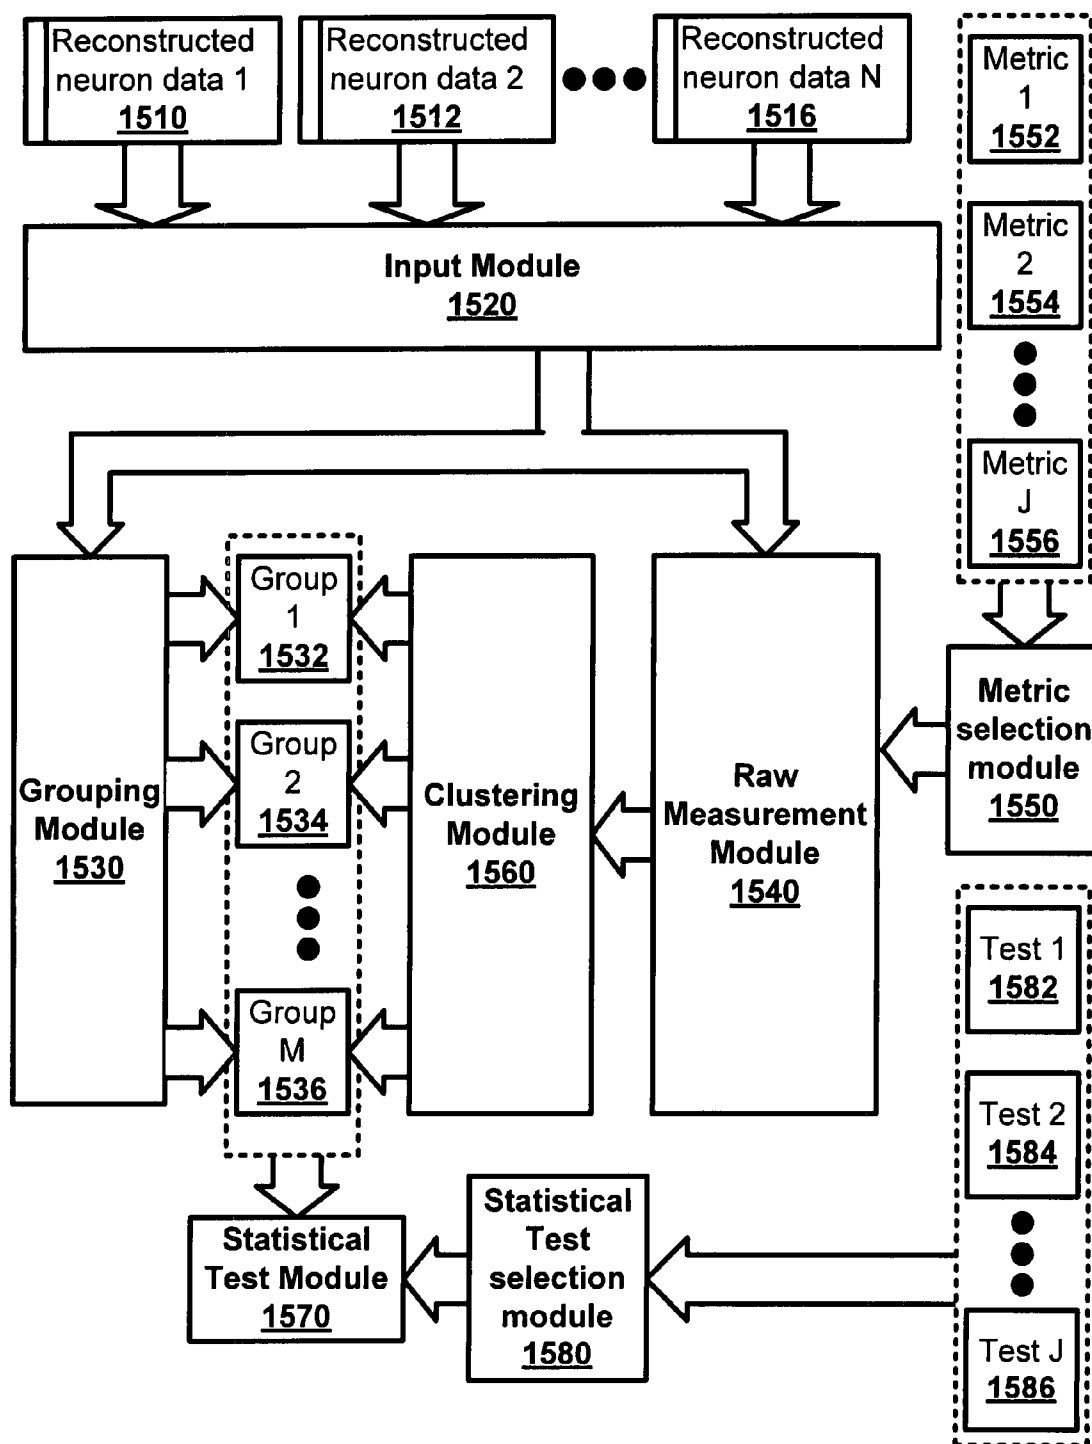 Reconstructed
neuron data 1
1510
Reconstructed
neuron data 2
1512
Reconstructed
neuron data N
1516
Metric
1
1552
Metric
2
1554
Metric
J
1556
Input Module
1520
Grouping
Module
1530
Group
1
1532
Group
2
1534
Group
M
1536
Clustering
Module
1560
Raw
Measurement
Module
1540
Metric
selection
module
1550
Test 1
1582
Test 2
1584
Test J
1586
Statistical
Test Module
1570
Statistical
Test
selection
module
1580